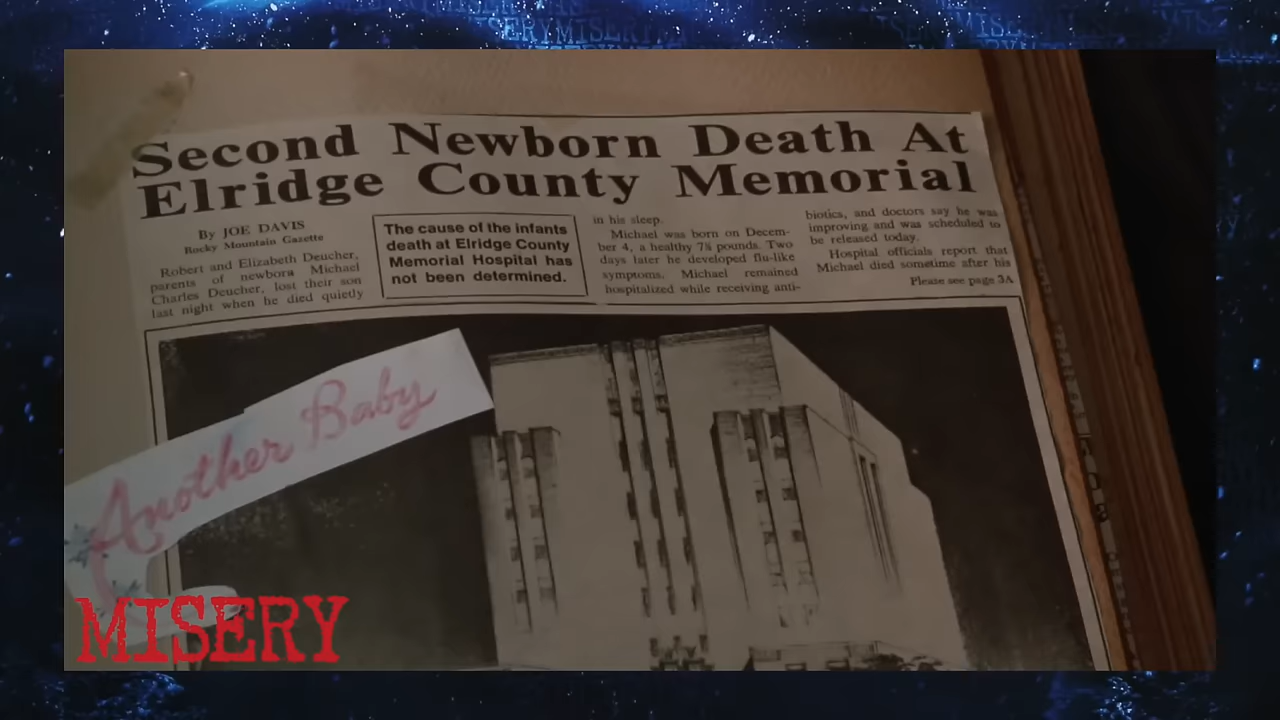 Second Newborn Death At
Elridge County Memorial
By JOE DAVIS
Rocky Mountain Gazette
Robert and Elizabeth Deucher,
parents of newborn Michael
Charles Deucher, lost their son
last night when he died quietly
The cause of the infants
death at Elridge County
Memorial Hospital has
not been determined.
in his sleep.
Michael was born on Decem-
ber 4, a healthy 7⅞ pounds. Two
days later he developed flu-like
symptoms. Michael remained
hospitalized while receiving anti-
biotics, and doctors say he was
improving and was scheduled to
be released today.
Hospital officials report that
Michael died sometime after his
Please see page 3A
Another Baby
MISERY